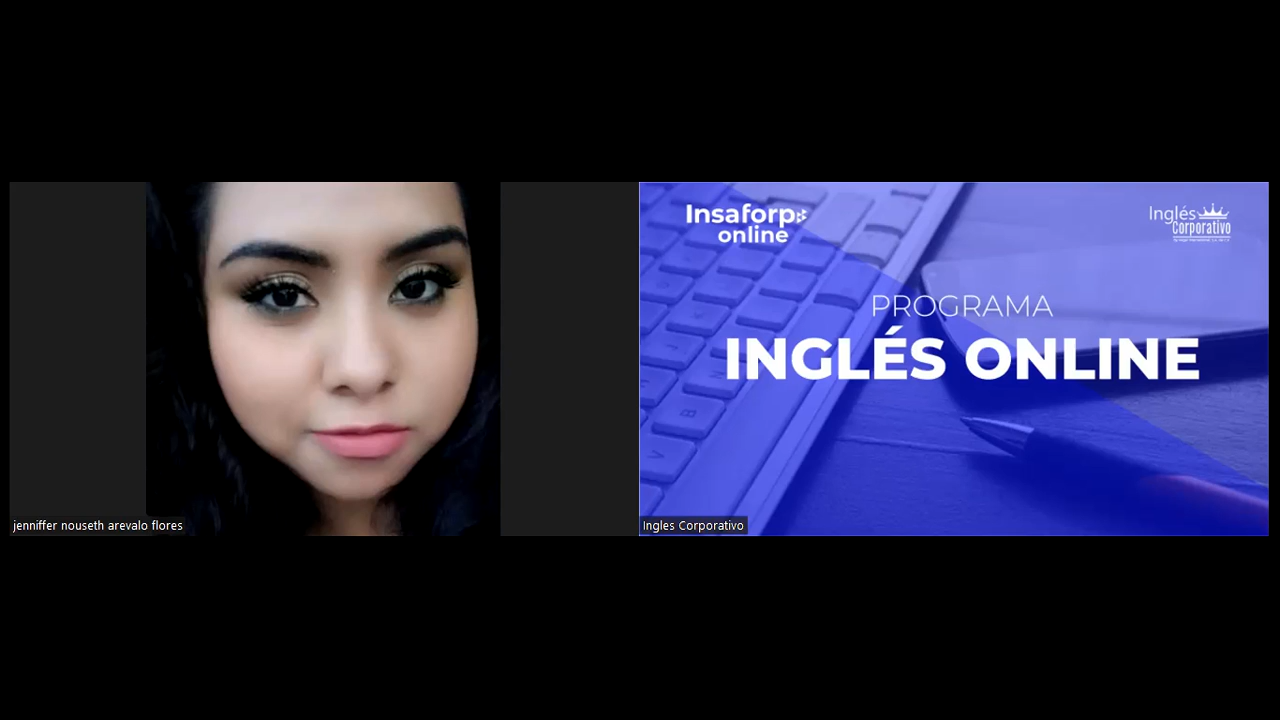 Insaforp
online
Inglés
Corporativo
PROGRAMA
INGLÉS ONLINE
jenniffer nouseth arevalo flores
Ingles Corporativo